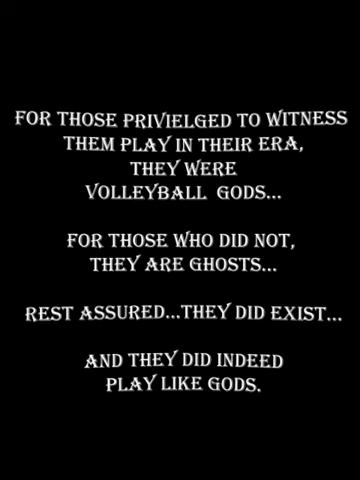 FOR THOSE PRIVIELGED TO WITNESS
THEM PLAY IN THEIR ERA,
THEY WERE
VOLLEYBALL GODS...
FOR THOSE WHO DID NOT,
THEY ARE GHOSTS...
REST ASSURED...THEY DID EXIST...
AND THEY DID INDEED
PLAY LIKE GODS.